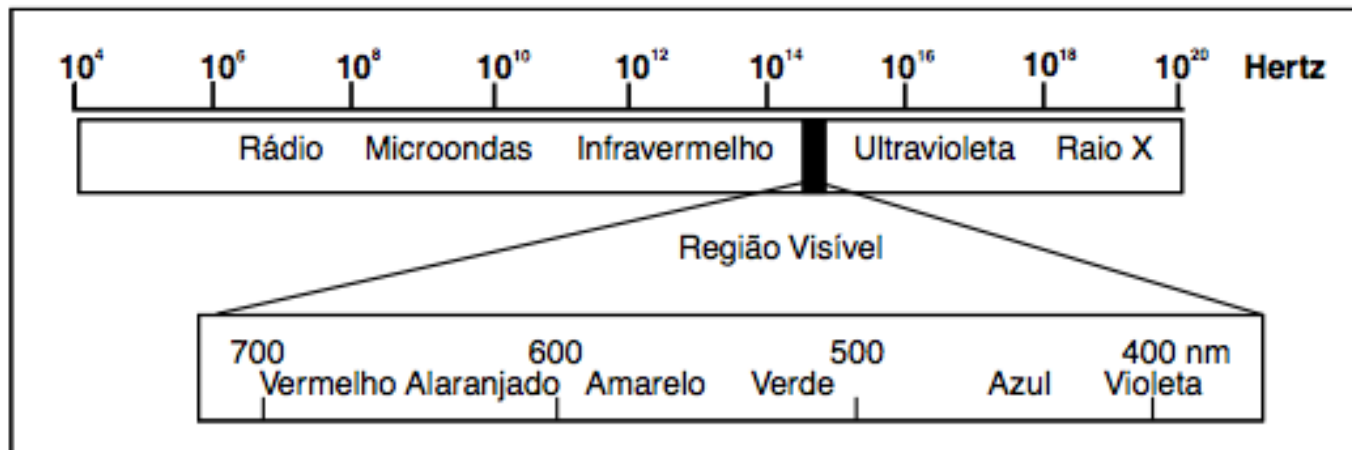 10⁴ 10⁶ 10⁸ 10¹⁰ 10¹² 10¹⁴ 10¹⁶ 10¹⁸ 10²⁰ Hertz
Rádio Microondas Infravermelho Ultravioleta Raio X
Região Visível
700 600 500 400 nm
Vermelho Alaranjado Amarelo Verde Azul Violeta